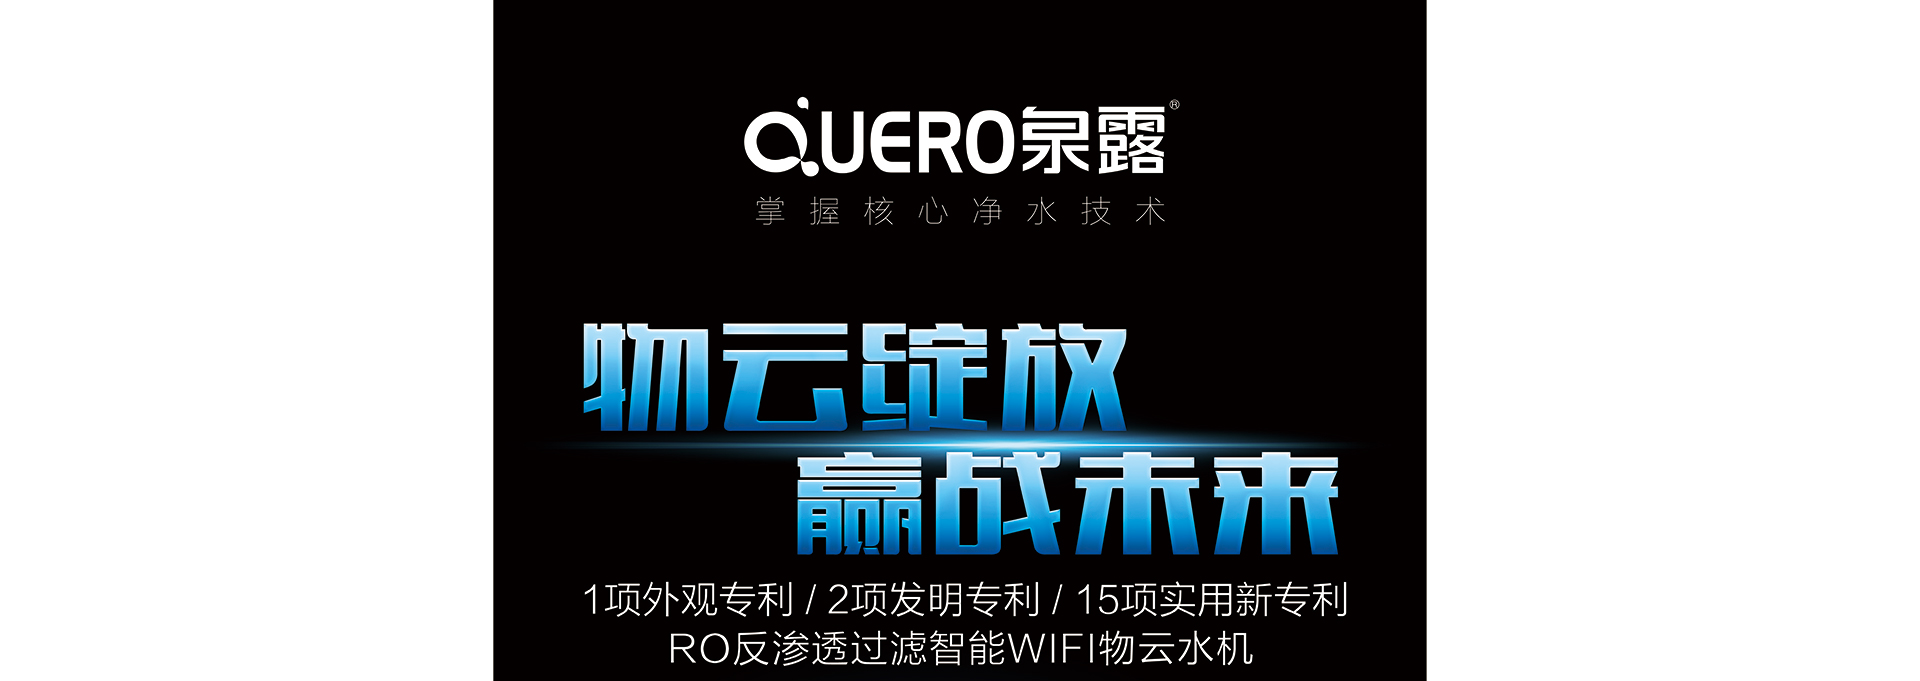 QUERO泉露®
掌握核心净水技术
物云绽放
赢战未来
1项外观专利 / 2项发明专利 / 15项实用新专利
RO反渗透过滤智能WIFI物云水机